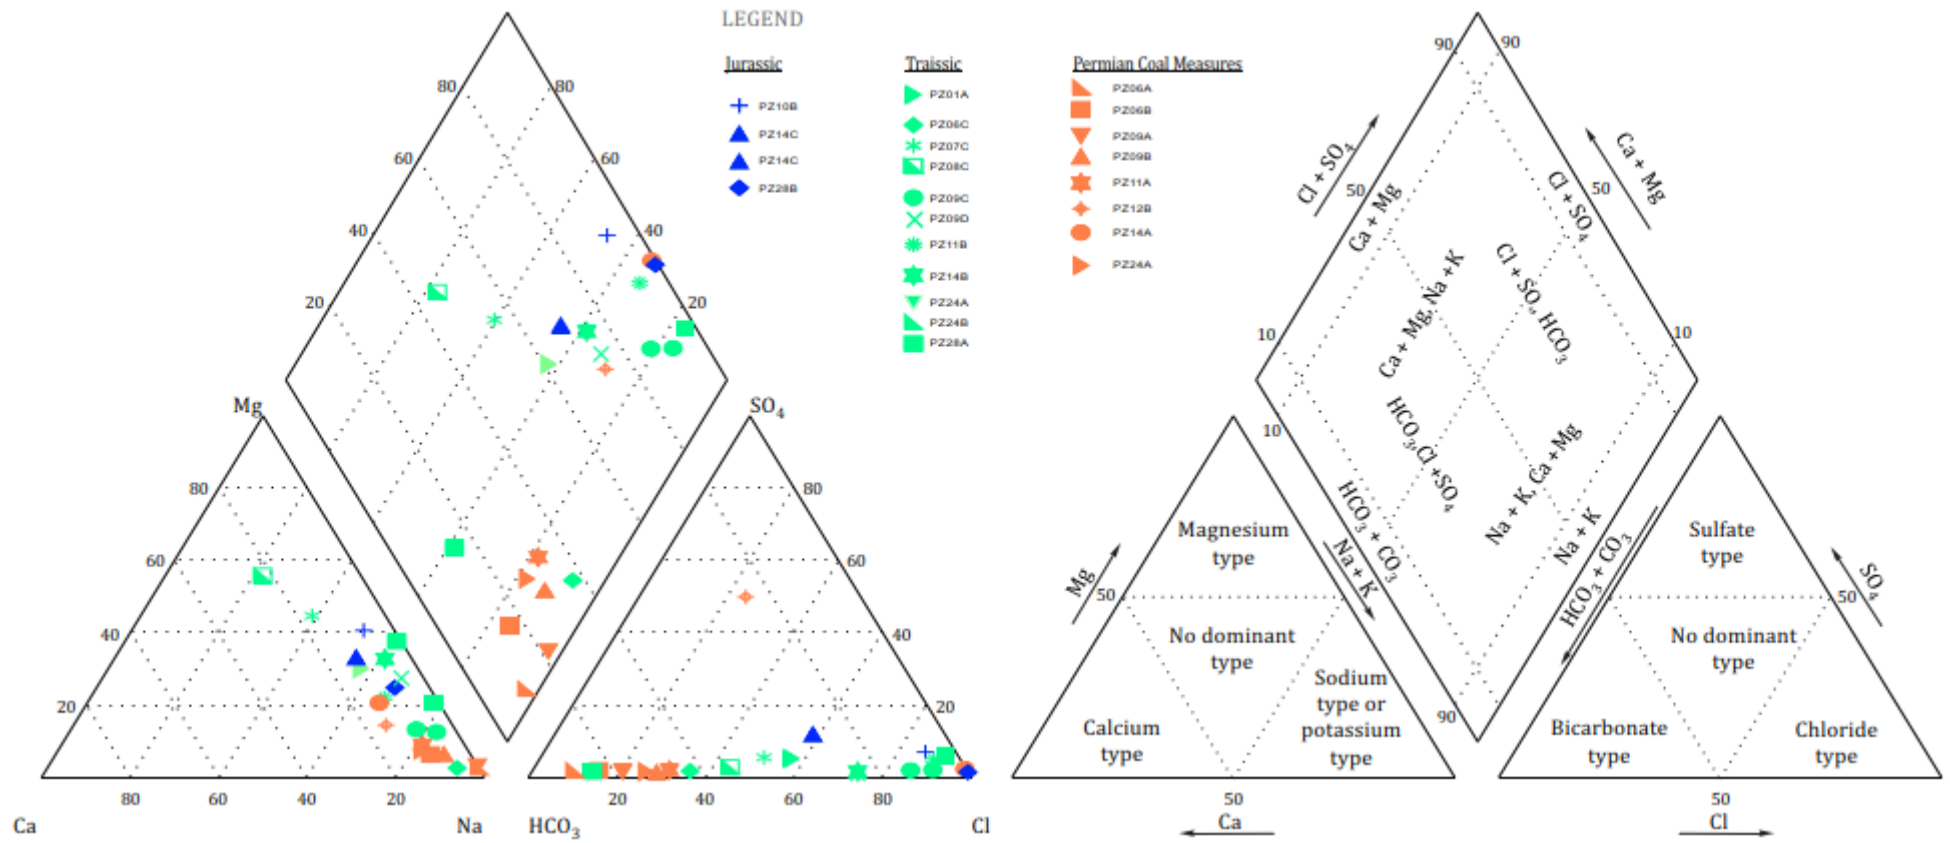 LEGEND
Jurassic
PZ10B
PZ14C
PZ14C
PZ28B
Traissic
PZ01A
PZ06C
PZ07C
PZ08C
PZ09C
PZ09D
PZ11B
PZ14B
PZ24A
PZ24B
PZ28A
Permian Coal Measures
PZ06A
PZ06B
PZ09A
PZ09B
PZ11A
PZ12B
PZ14A
PZ24A
80
80
60
60
40
40
20
20
Mg
80
60
40
20
80
60
40
20
Ca
Na
SO4
80
60
40
20
20
40
60
80
HCO3
Cl
90
90
Cl + SO4
Ca + Mg
50
50
Ca + Mg
Cl + SO4
Ca + Mg, Na + K
Cl + SO4, HCO3
10
10
10
HCO3, Cl + SO4
Na + K, Ca + Mg
HCO3 + CO3
Na + K
Na + K
HCO3 + CO3
90
Mg
50
Magnesium
type
No dominant
type
Calcium
type
Sodium
type or
potassium
type
50
Ca
SO4
50
Sulfate
type
No dominant
type
Bicarbonate
type
Chloride
type
50
Cl